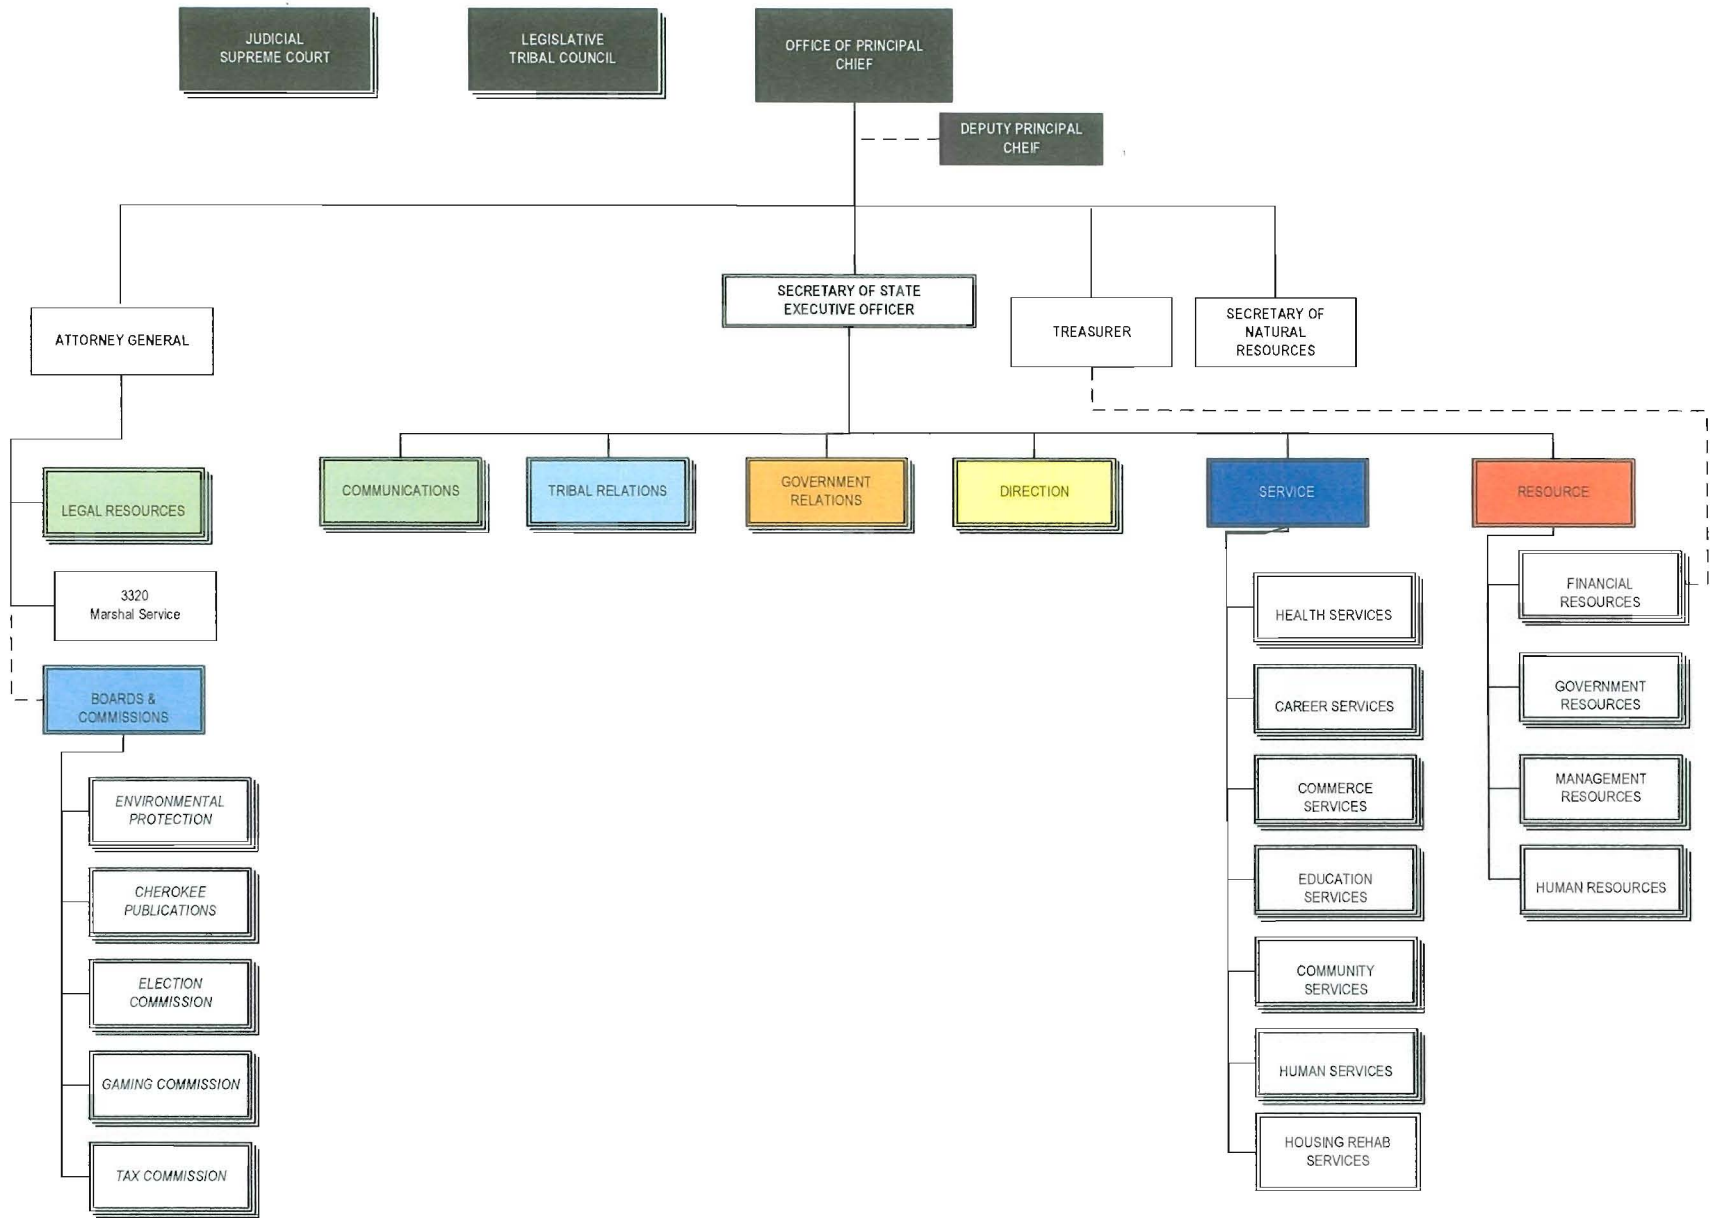 JUDICIAL
SUPREME COURT
LEGISLATIVE
TRIBAL COUNCIL
OFFICE OF PRINCIPAL
CHIEF
DEPUTY PRINCIPAL
CHEIF
SECRETARY OF STATE
EXECUTIVE OFFICER
ATTORNEY GENERAL
TREASURER
SECRETARY OF
NATURAL
RESOURCES
LEGAL RESOURCES
3320
Marshal Service
BOARDS &
COMMISSIONS
ENVIRONMENTAL
PROTECTION
CHEROKEE
PUBLICATIONS
ELECTION
COMMISSION
GAMING COMMISSION
TAX COMMISSION
COMMUNICATIONS
TRIBAL RELATIONS
GOVERNMENT
RELATIONS
DIRECTION
SERVICE
RESOURCE
HEALTH SERVICES
CAREER SERVICES
COMMERCE
SERVICES
EDUCATION
SERVICES
COMMUNITY
SERVICES
HUMAN SERVICES
HOUSING REHAB
SERVICES
FINANCIAL
RESOURCES
GOVERNMENT
RESOURCES
MANAGEMENT
RESOURCES
HUMAN RESOURCES